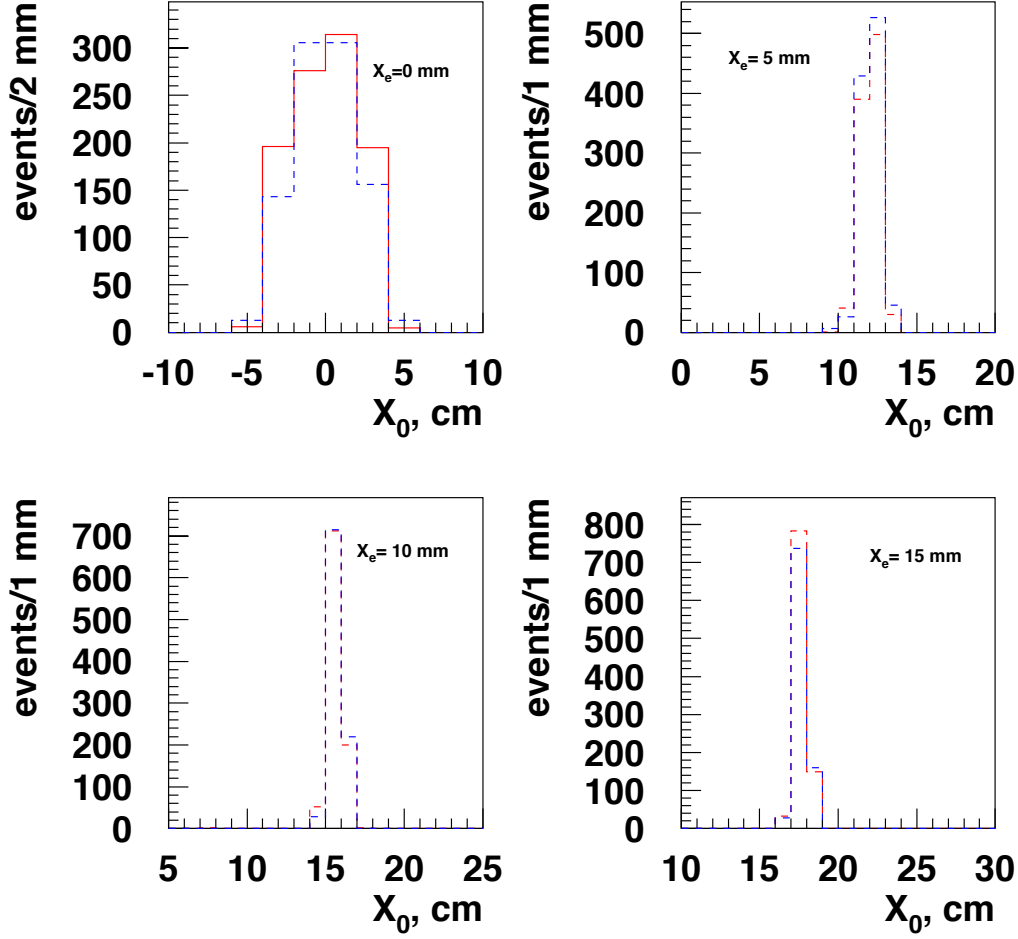 events/2 mm
300
250
200
150
100
50
0
X_e=0 mm
-10 -5 0 5 10
X_0, cm
events/1 mm
500
400
300
200
100
0
X_e= 5 mm
0 5 10 15 20
X_0, cm
events/1 mm
700
600
500
400
300
200
100
0
X_e= 10 mm
5 10 15 20 25
X_0, cm
events/1 mm
800
700
600
500
400
300
200
100
0
X_e= 15 mm
10 15 20 25 30
X_0, cm